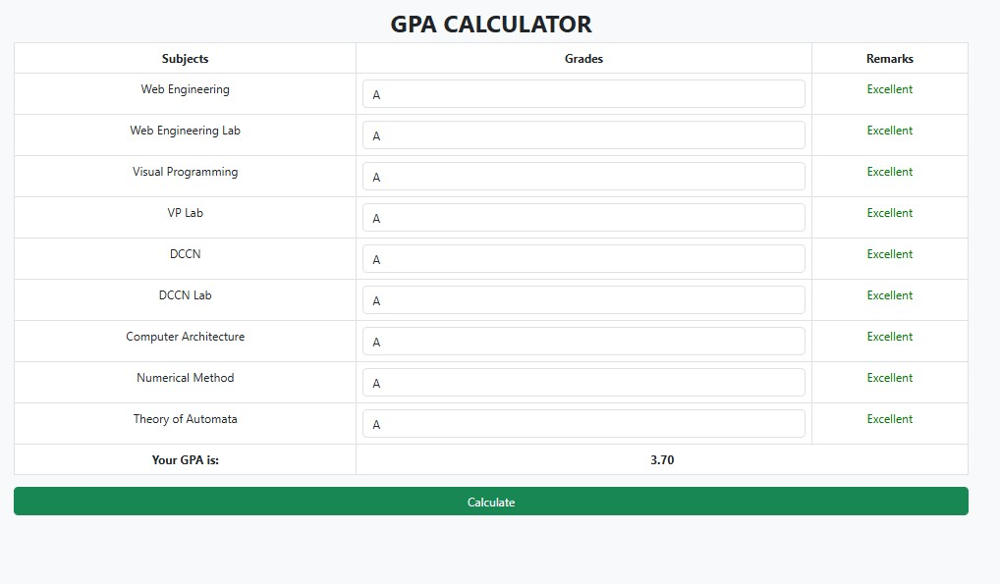 GPA CALCULATOR
Subjects Grades Remarks
Web Engineering A Excellent
Web Engineering Lab A Excellent
Visual Programming A Excellent
VP Lab A Excellent
DCCN A Excellent
DCCN Lab A Excellent
Computer Architecture A Excellent
Numerical Method A Excellent
Theory of Automata A Excellent
Your GPA is: 3.70
Calculate